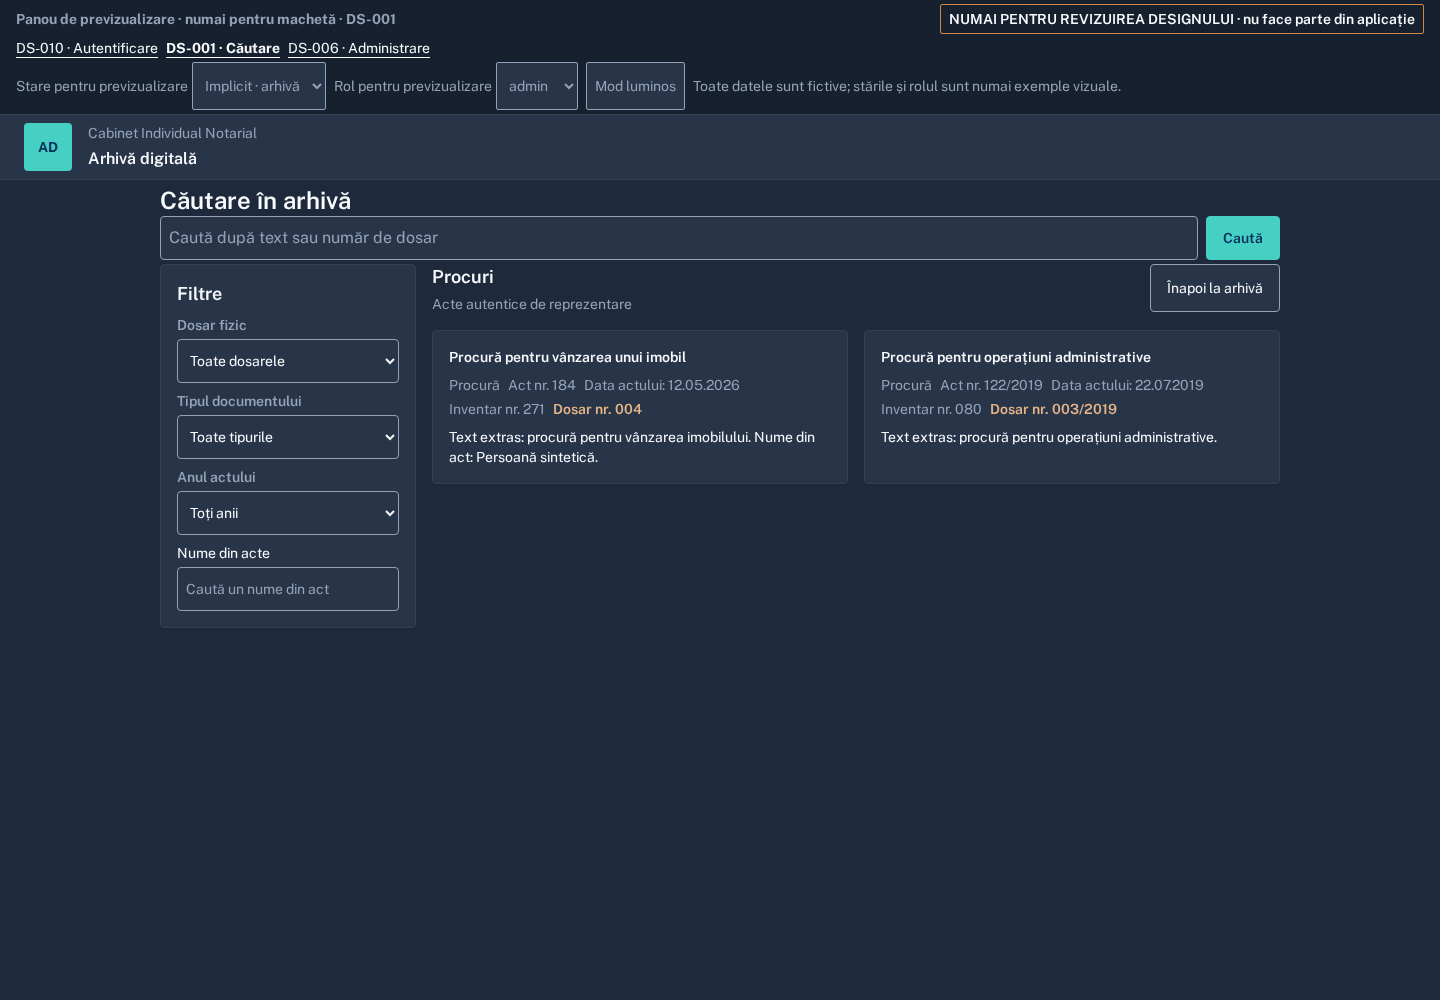 Panou de previzualizare · numai pentru machetă · DS-001
NUMAI PENTRU REVIZUIREA DESIGNULUI · nu face parte din aplicație
DS-010 · Autentificare DS-001 · Căutare DS-006 · Administrare
Stare pentru previzualizare Implicit · arhivă Rol pentru previzualizare admin Mod luminos Toate datele sunt fictive; stările și rolul sunt numai exemple vizuale.
AD
Cabinet Individual Notarial
Arhivă digitală
Căutare în arhivă
Caută după text sau număr de dosar
Caută
Filtre
Dosar fizic
Toate dosarele
Tipul documentului
Toate tipurile
Anul actului
Toți anii
Nume din acte
Caută un nume din act
Procuri
Acte autentice de reprezentare
Înapoi la arhivă
Procură pentru vânzarea unui imobil
Procură Act nr. 184 Data actului: 12.05.2026
Inventar nr. 271 Dosar nr. 004
Text extras: procură pentru vânzarea imobilului. Nume din
act: Persoană sintetică.
Procură pentru operațiuni administrative
Procură Act nr. 122/2019 Data actului: 22.07.2019
Inventar nr. 080 Dosar nr. 003/2019
Text extras: procură pentru operațiuni administrative.